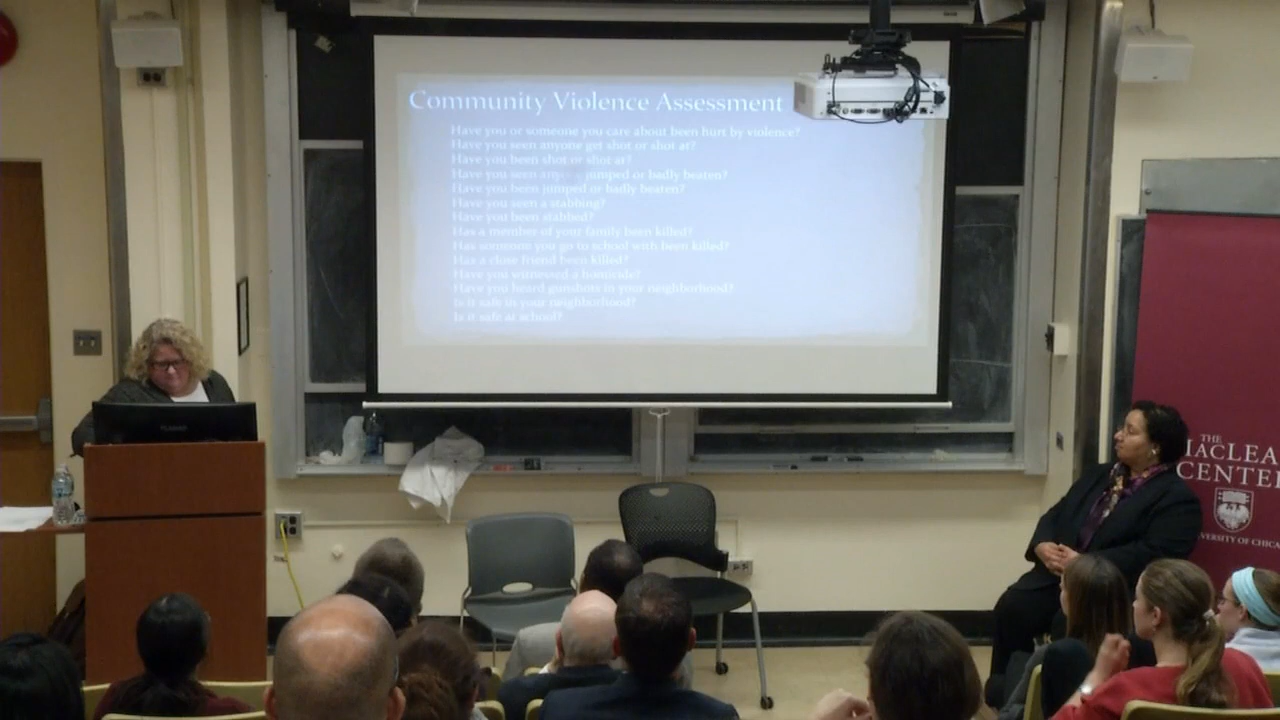 Community Violence Assessment
Have you or someone you care about been hurt by violence?
Have you seen anyone get shot or shot at?
Have you been shot or shot at?
Have you seen anyone jumped or badly beaten?
Have you been jumped or badly beaten?
Have you seen a stabbing?
Have you been stabbed?
Has a member of your family been killed?
Has someone you go to school with been killed?
Has a close friend been killed?
Have you witnessed a homicide?
Have you heard gunshots in your neighborhood?
Is it safe in your neighborhood?
Is it safe at school?
THE
MACLEA
CENTE
VERSITY OF CHICA